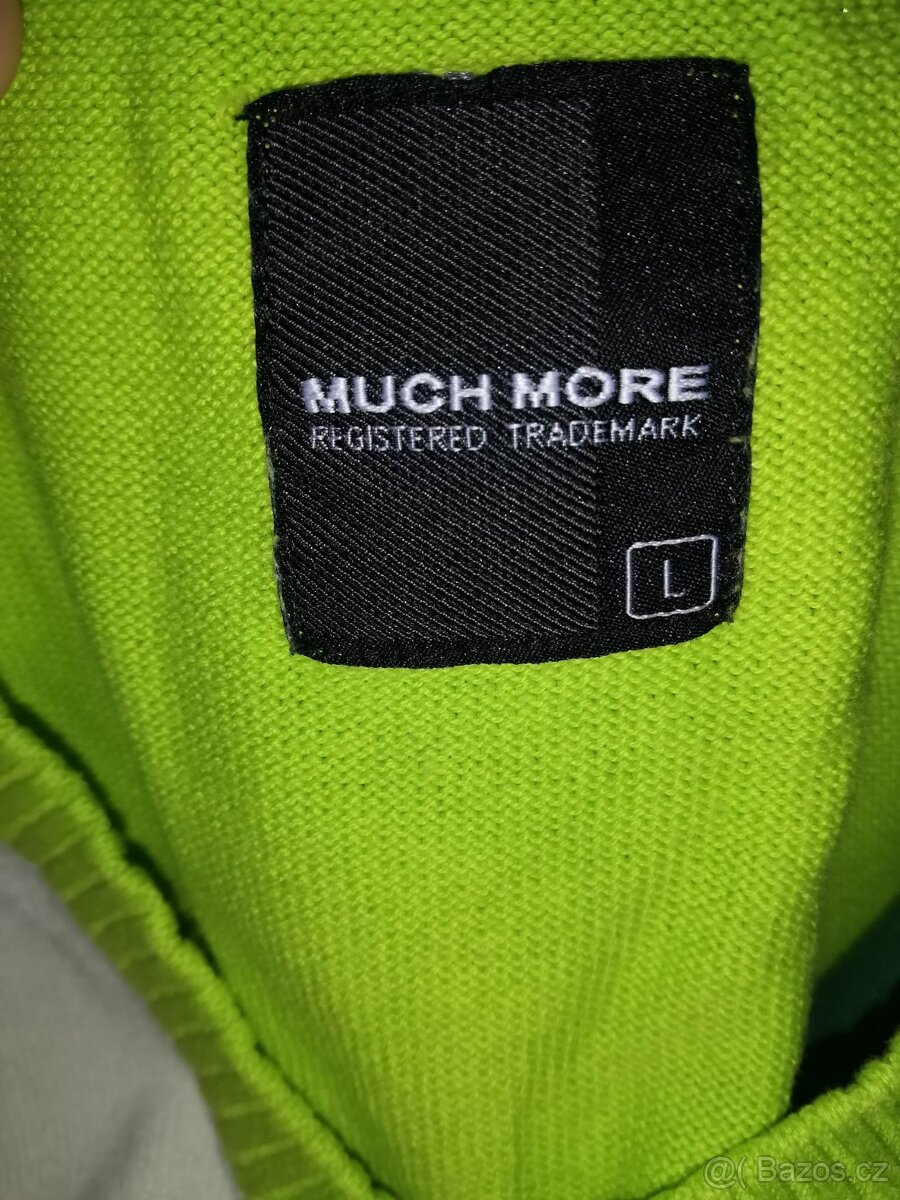 MUCH MORE
REGISTERED TRADEMARK
L
@( Bazos.cz